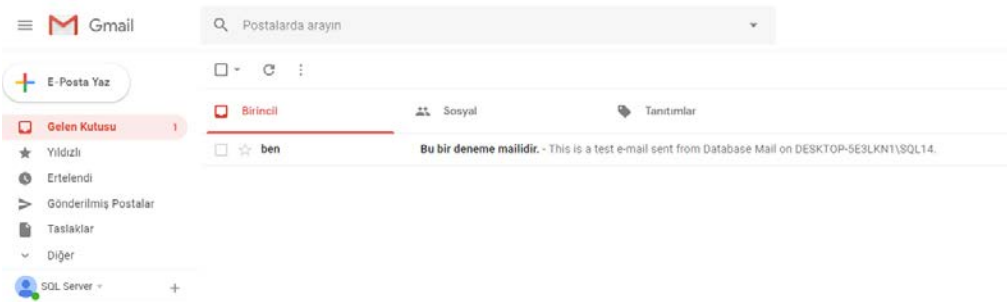 Gmail
Postalarda arayın
E-Posta Yaz
Gelen Kutusu 1
Yıldızlı
Ertelendi
Gönderilmiş Postalar
Taslaklar
Diğer
SQL Server
Birincil
Sosyal
Tanıtımlar
ben Bu bir deneme mailidir. - This is a test e-mail sent from Database Mail on DESKTOP-5E3LKN1\SQL14.